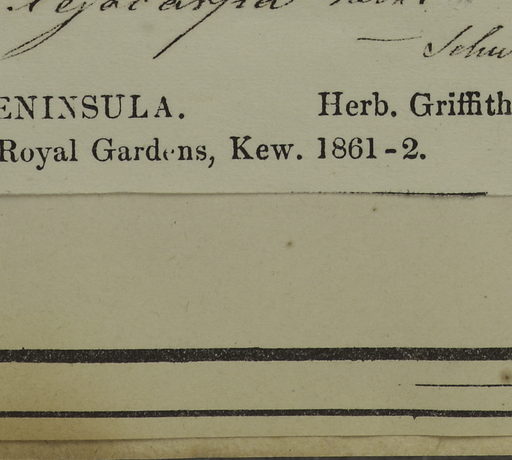 ENINSULA. Herb. Griffith
Royal Gardens, Kew. 1861-2.